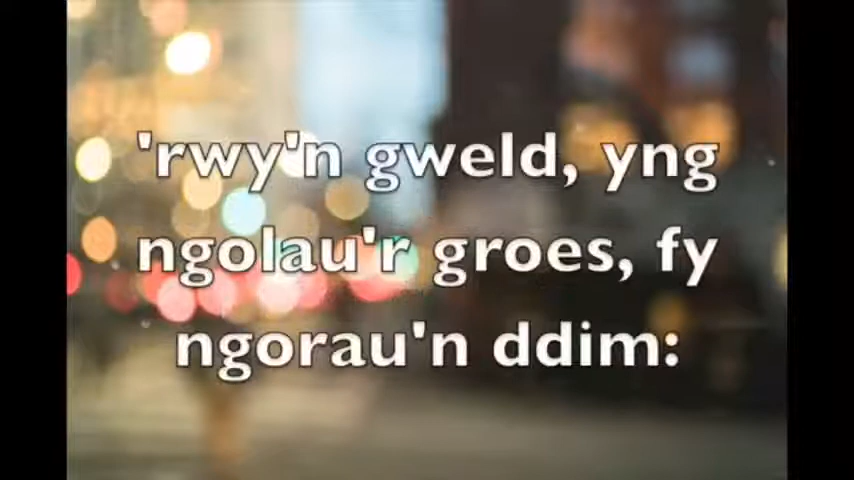 'rwy'n gweld, yng
ngolau'r groes, fy
ngorau'n ddim: